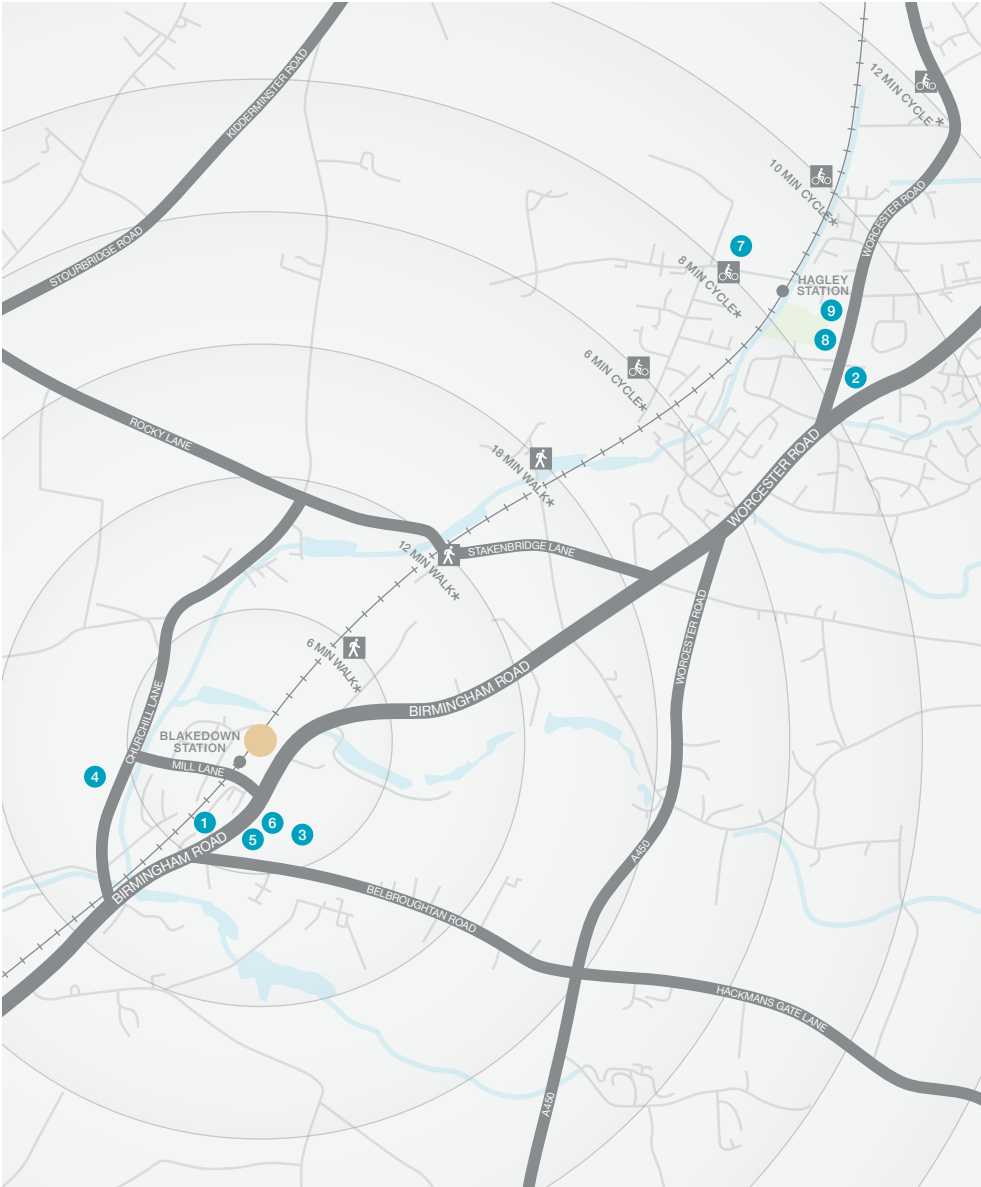 KIDDERMINSTER ROAD
12 MIN CYCLE*
10 MIN CYCLE*
WORCESTER ROAD
STOURBRIDGE ROAD
7
8 MIN CYCLE*
HAGLEY
STATION
9
8
6 MIN CYCLE*
2
ROCKY LANE
18 MIN WALK*
WORCESTER ROAD
12 MIN WALK*
STAKENBRIDGE LANE
WORCESTER ROAD
6 MIN WALK*
BIRMINGHAM ROAD
CHURCHILL LANE
BLAKEDOWN
STATION
MILL LANE
4
1
6
5
3
BIRMINGHAM ROAD
A450
BELBROUGHTAN ROAD
HACKMANS GATE LANE
A450